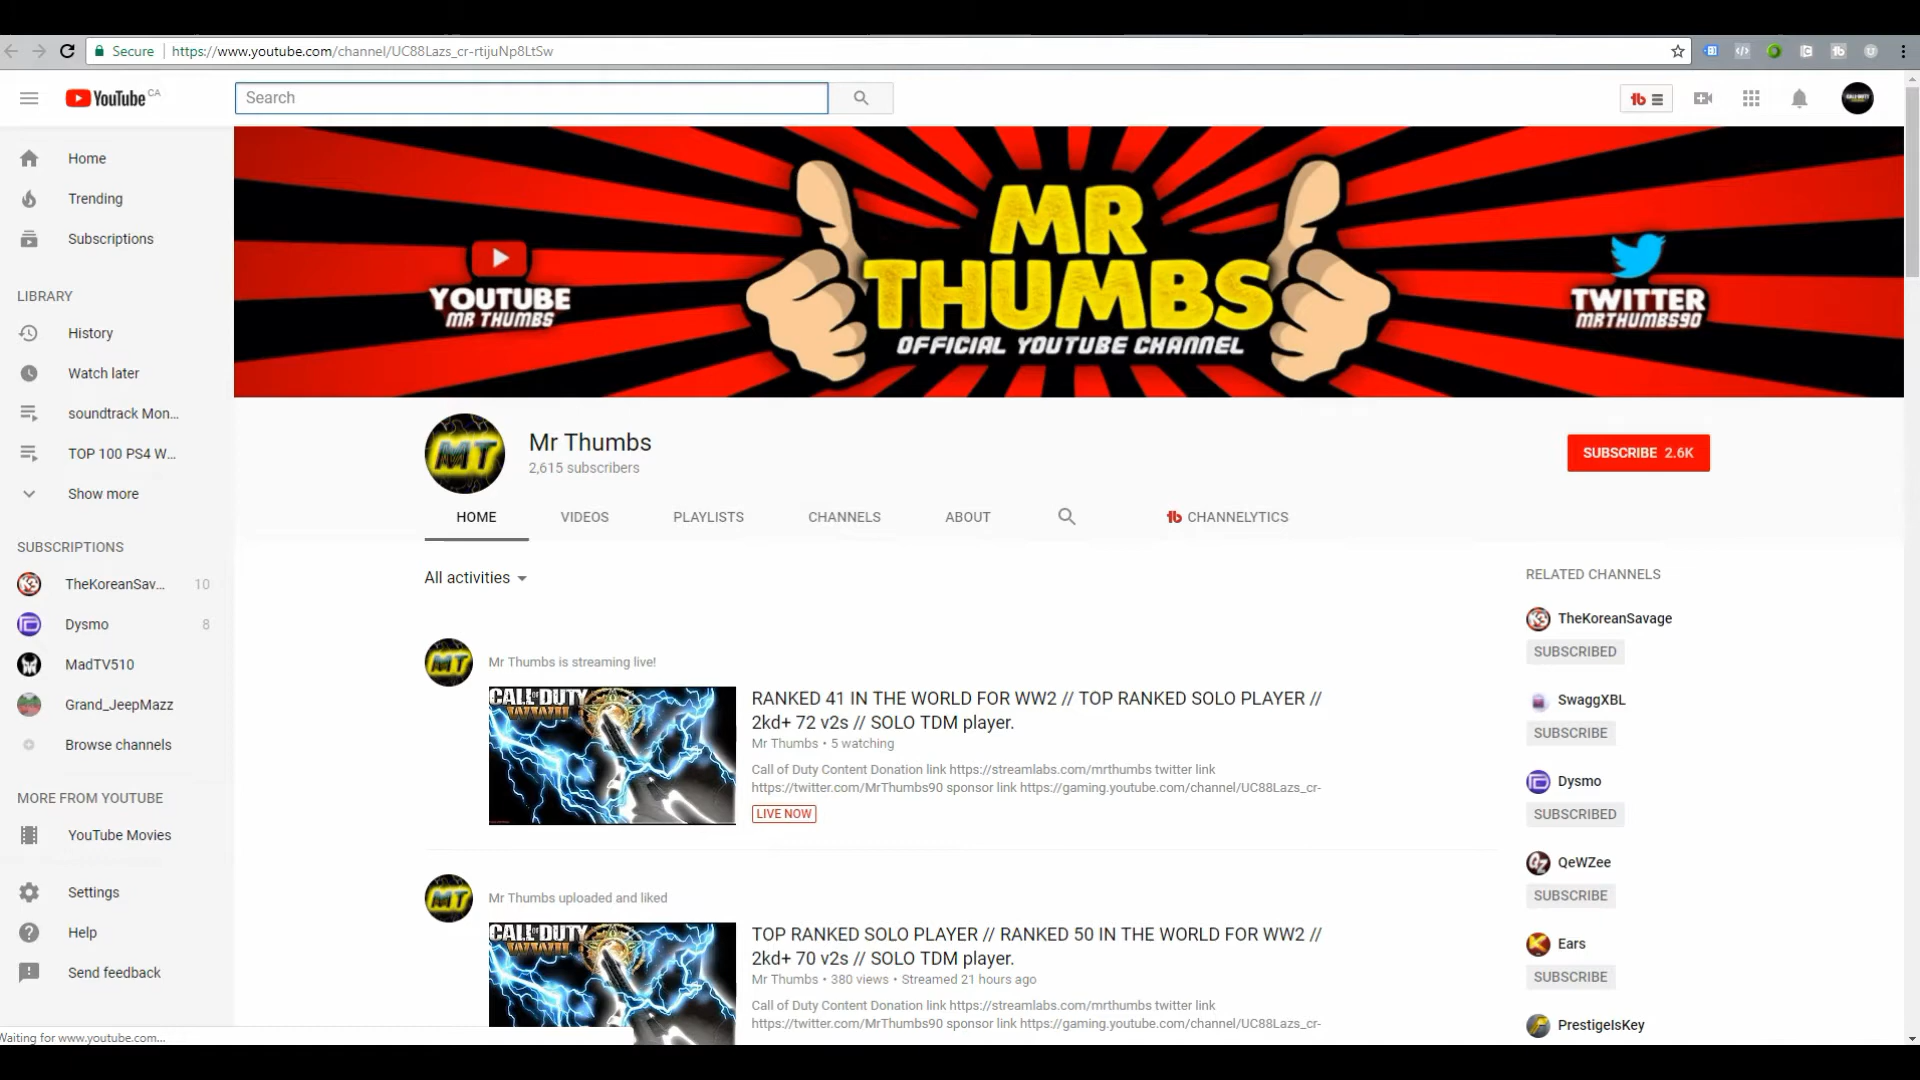 Secure https://www.youtube.com/channel/UC88Lazs_cr-rtijuNp8LtSw
YouTube CA
Search
Home
Trending
Subscriptions
LIBRARY
History
Watch later
soundtrack Mon...
TOP 100 PS4 W...
Show more
SUBSCRIPTIONS
TheKoreanSav... 10
Dysmo 8
MadTV510
Grand_JeepMazz
Browse channels
MORE FROM YOUTUBE
YouTube Movies
Settings
Help
Send feedback
Waiting for www.youtube.com...
YOUTUBE
MR THUMBS
MR
THUMBS
OFFICIAL YOUTUBE CHANNEL
TWITTER
MRTHUMBS90
MT
Mr Thumbs
2,615 subscribers
SUBSCRIBE 2.6K
HOME VIDEOS PLAYLISTS CHANNELS ABOUT CHANNELYTICS
All activities
MT
Mr Thumbs is streaming live!
CALL OF DUTY
RANKED 41 IN THE WORLD FOR WW2 // TOP RANKED SOLO PLAYER //
2kd+ 72 v2s // SOLO TDM player.
Mr Thumbs • 5 watching
Call of Duty Content Donation link https://streamlabs.com/mrthumbs twitter link
https://twitter.com/MrThumbs90 sponsor link https://gaming.youtube.com/channel/UC88Lazs_cr-
LIVE NOW
MT
Mr Thumbs uploaded and liked
CALL OF DUTY
TOP RANKED SOLO PLAYER // RANKED 50 IN THE WORLD FOR WW2 //
2kd+ 70 v2s // SOLO TDM player.
Mr Thumbs • 380 views • Streamed 21 hours ago
Call of Duty Content Donation link https://streamlabs.com/mrthumbs twitter link
https://twitter.com/MrThumbs90 sponsor link https://gaming.youtube.com/channel/UC88Lazs_cr-
RELATED CHANNELS
TheKoreanSavage
SUBSCRIBED
SwaggXBL
SUBSCRIBE
Dysmo
SUBSCRIBED
QeWZee
SUBSCRIBE
Ears
SUBSCRIBE
PrestigeIsKey